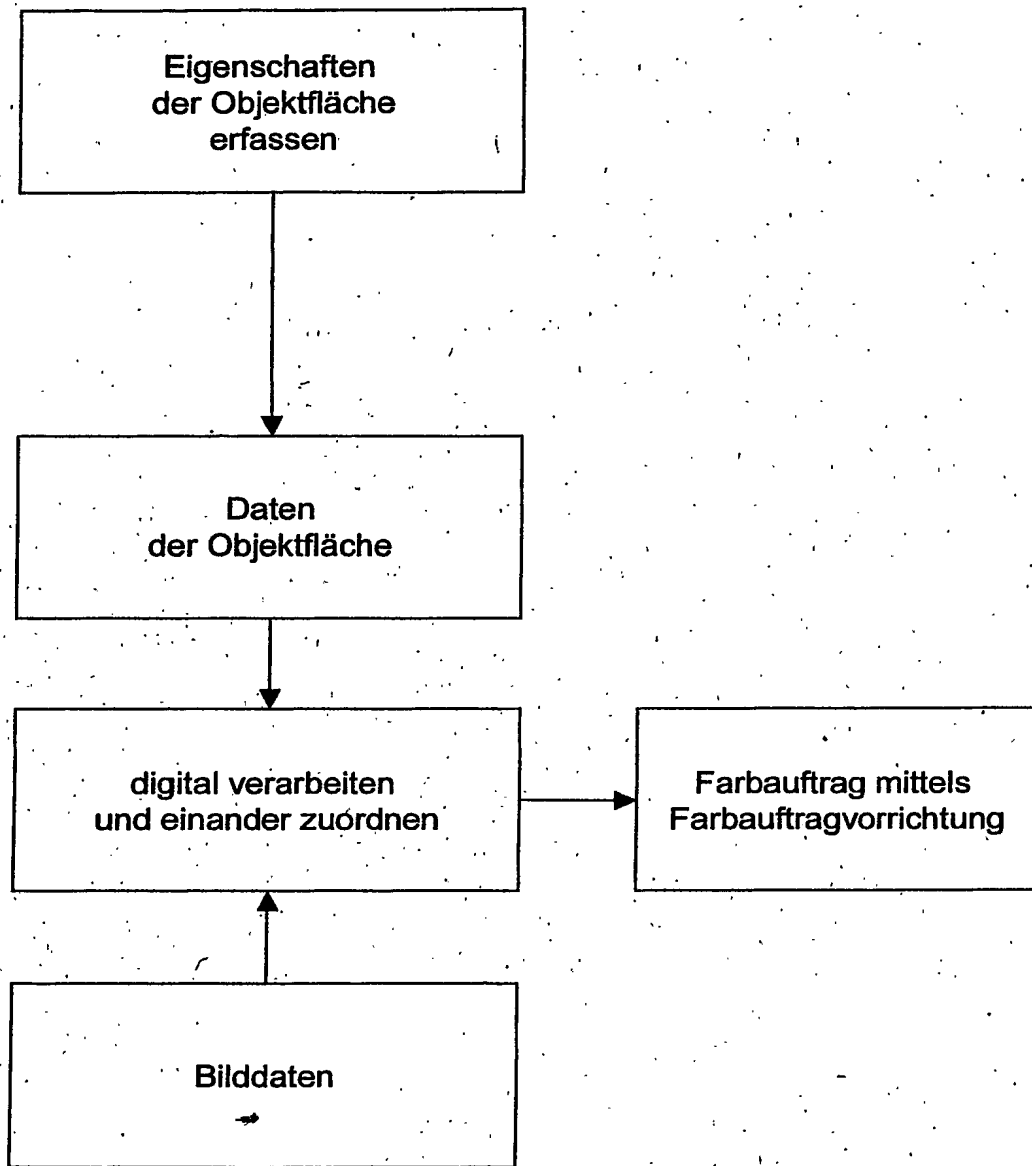 Eigenschaften
der Objektfläche
erfassen
Daten
der Objektfläche
digital verarbeiten
und einander zuordnen
Farbauftrag mittels
Farbauftragvorrichtung
Bilddaten